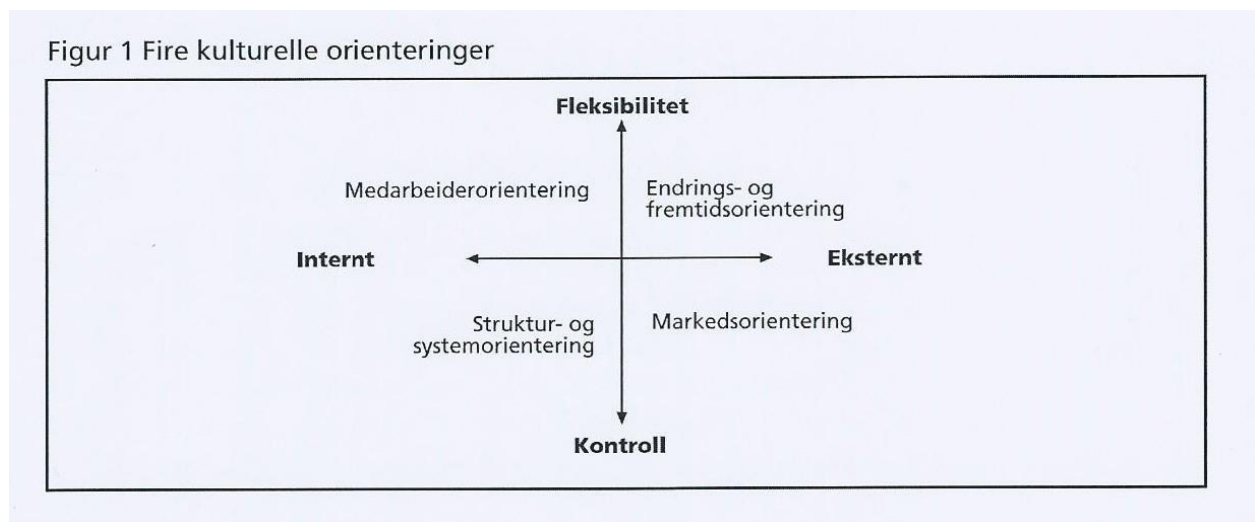 Figur 1 Fire kulturelle orienteringer
Fleksibilitet
Medarbeiderorientering
Endrings- og
fremtidsorientering
Internt
Eksternt
Struktur- og
systemorientering
Markedsorientering
Kontroll